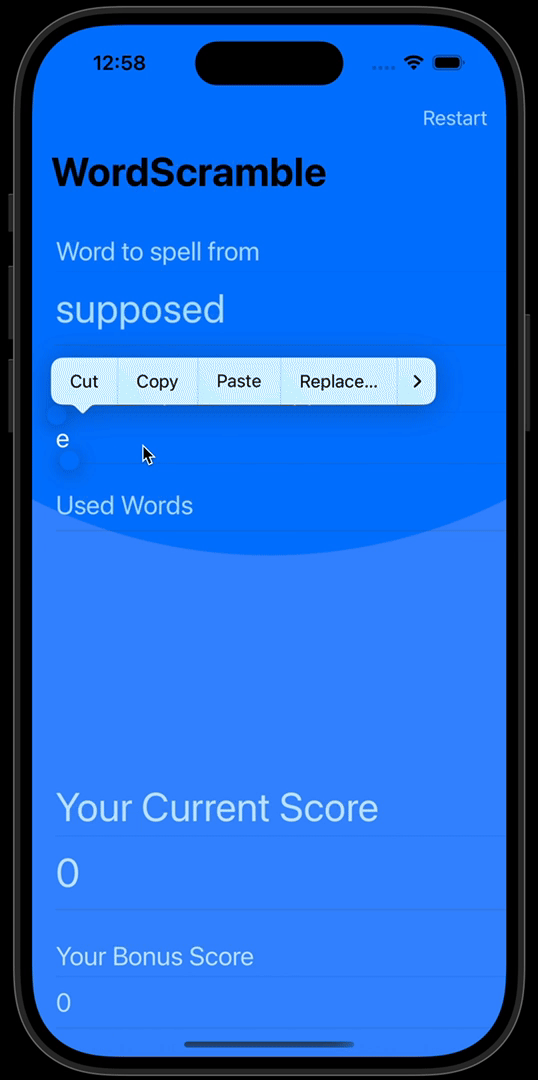 12:58
Restart
WordScramble
Word to spell from
supposed
Cut Copy Paste Replace...
e
Used Words
Your Current Score
0
Your Bonus Score
0